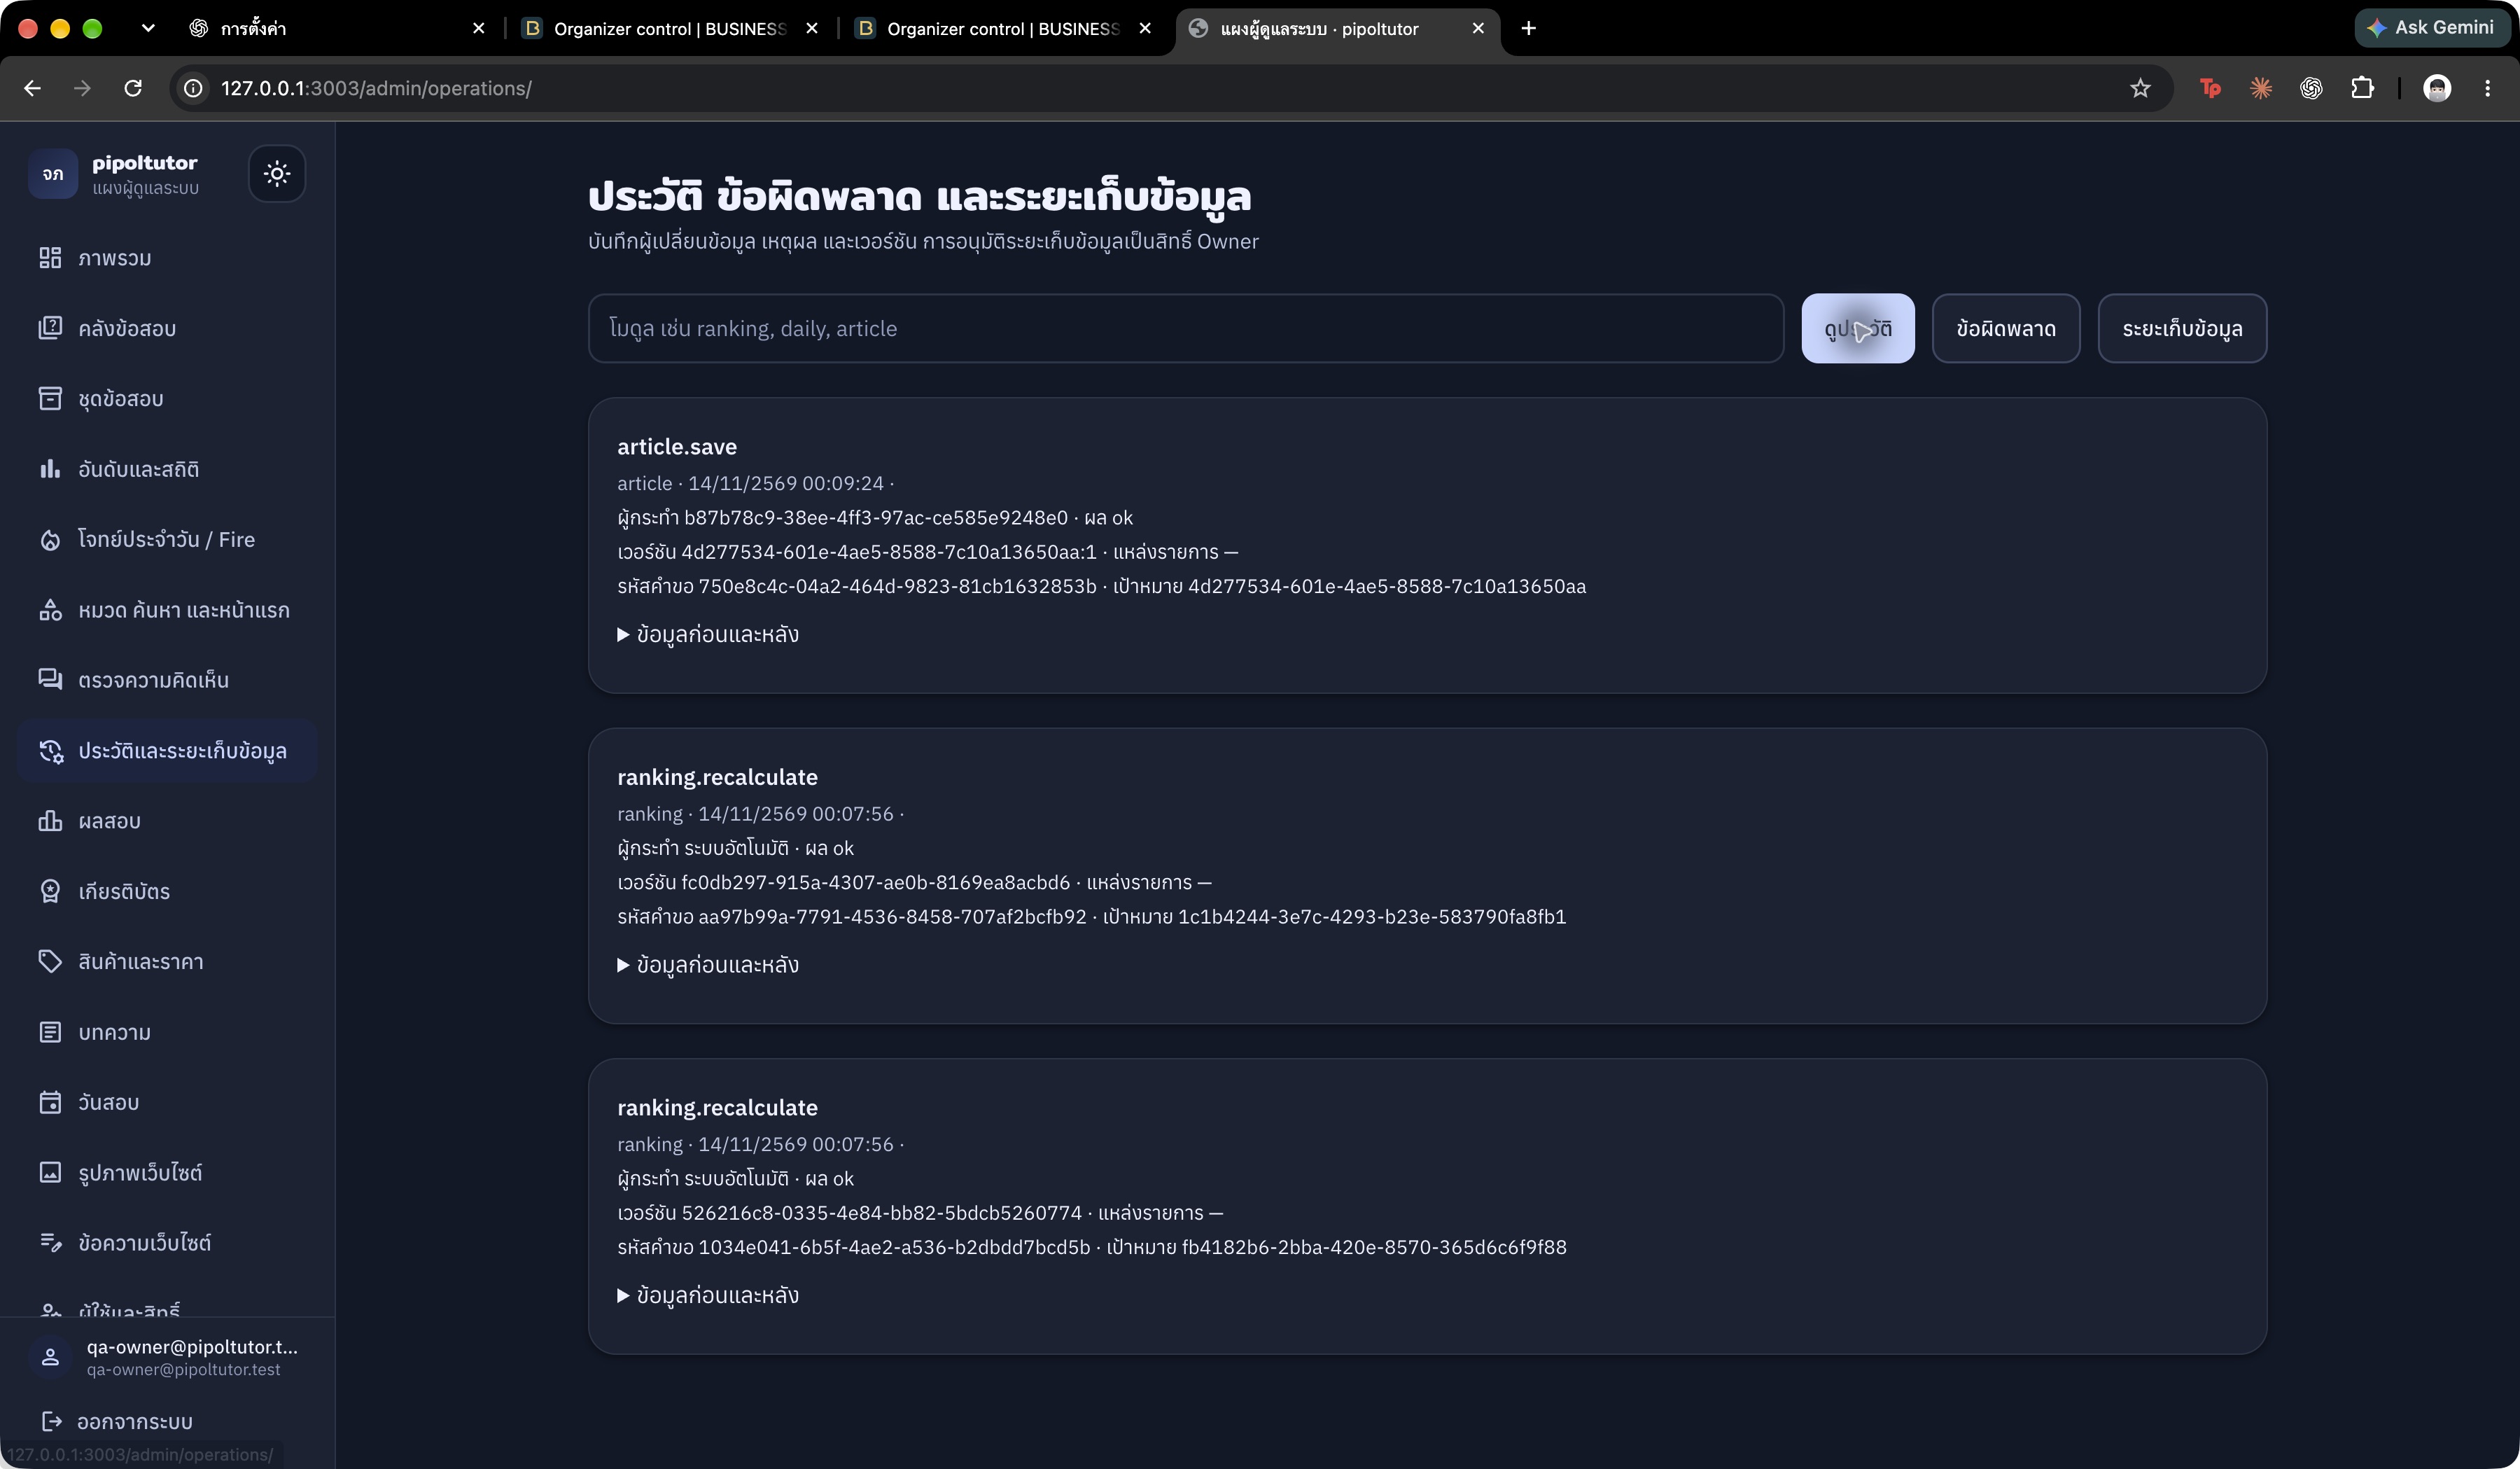 การตั้งค่า
Organizer control | BUSINESS
Organizer control | BUSINESS
แผงผู้ดูแลระบบ · pipoltutor
Ask Gemini
127.0.0.1:3003/admin/operations/
จภ
pipoltutor
แผงผู้ดูแลระบบ
ภาพรวม
คลังข้อสอบ
ชุดข้อสอบ
อันดับและสถิติ
โจทย์ประจำวัน / Fire
หมวด ค้นหา และหน้าแรก
ตรวจความคิดเห็น
ประวัติและระยะเก็บข้อมูล
ผลสอบ
เกียรติบัตร
สินค้าและราคา
บทความ
วันสอบ
รูปภาพเว็บไซต์
ข้อความเว็บไซต์
ผู้ใช้และสิทธิ์
qa-owner@pipoltutor.t...
qa-owner@pipoltutor.test
ออกจากระบบ
127.0.0.1:3003/admin/operations/
ประวัติ ข้อผิดพลาด และระยะเก็บข้อมูล
บันทึกผู้เปลี่ยนข้อมูล เหตุผล และเวอร์ชัน การอนุมัติระยะเก็บข้อมูลเป็นสิทธิ์ Owner
โมดูล เช่น ranking, daily, article
ดูประวัติ
ข้อผิดพลาด
ระยะเก็บข้อมูล
article.save
article · 14/11/2569 00:09:24 ·
ผู้กระทำ b87b78c9-38ee-4ff3-97ac-ce585e9248e0 · ผล ok
เวอร์ชัน 4d277534-601e-4ae5-8588-7c10a13650aa:1 · แหล่งรายการ —
รหัสคำขอ 750e8c4c-04a2-464d-9823-81cb1632853b · เป้าหมาย 4d277534-601e-4ae5-8588-7c10a13650aa
▶ ข้อมูลก่อนและหลัง
ranking.recalculate
ranking · 14/11/2569 00:07:56 ·
ผู้กระทำ ระบบอัตโนมัติ · ผล ok
เวอร์ชัน fc0db297-915a-4307-ae0b-8169ea8acbd6 · แหล่งรายการ —
รหัสคำขอ aa97b99a-7791-4536-8458-707af2bcfb92 · เป้าหมาย 1c1b4244-3e7c-4293-b23e-583790fa8fb1
▶ ข้อมูลก่อนและหลัง
ranking.recalculate
ranking · 14/11/2569 00:07:56 ·
ผู้กระทำ ระบบอัตโนมัติ · ผล ok
เวอร์ชัน 526216c8-0335-4e84-bb82-5bdcb5260774 · แหล่งรายการ —
รหัสคำขอ 1034e041-6b5f-4ae2-a536-b2dbdd7bcd5b · เป้าหมาย fb4182b6-2bba-420e-8570-365d6c6f9f88
▶ ข้อมูลก่อนและหลัง